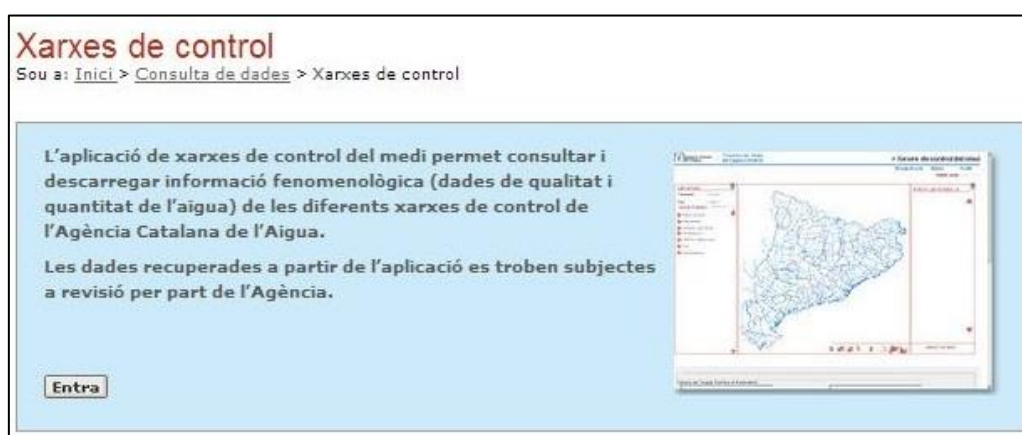 Xarxes de control
Sou a: Inici > Consulta de dades > Xarxes de control
L'aplicació de xarxes de control del medi permet consultar i
descarregar informació fenomenològica (dades de qualitat i
quantitat de l'aigua) de les diferents xarxes de control de
l'Agència Catalana de l'Aigua.
Les dades recuperades a partir de l'aplicació es troben subjectes
a revisió per part de l'Agència.
Entra